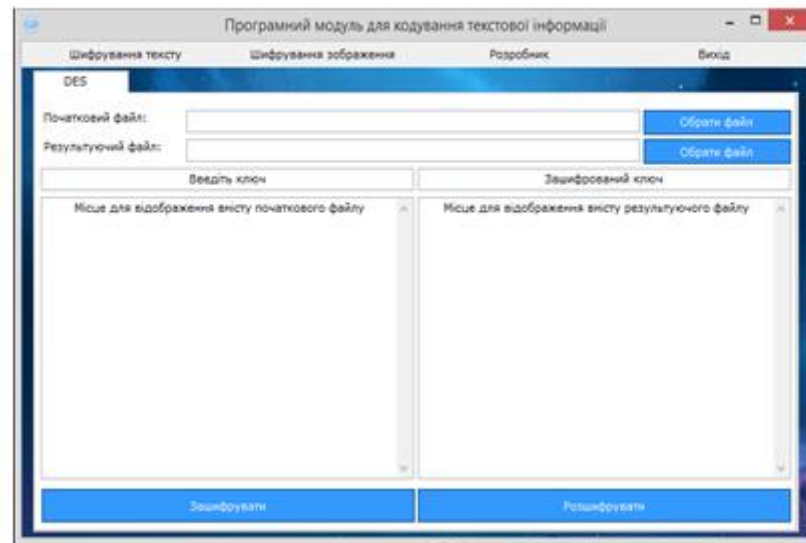 Програмний модуль для кодування текстової інформації
Шифрування тексту Шифрування зображення Розробник Вихід
DES
Початковий файл: Обрати файл
Результуючий файл: Обрати файл
Введіть ключ Зашифрований ключ
Місце для відображення вмісту початкового файлу Місце для відображення вмісту результуючого файлу
Зашифрувати Розшифрувати